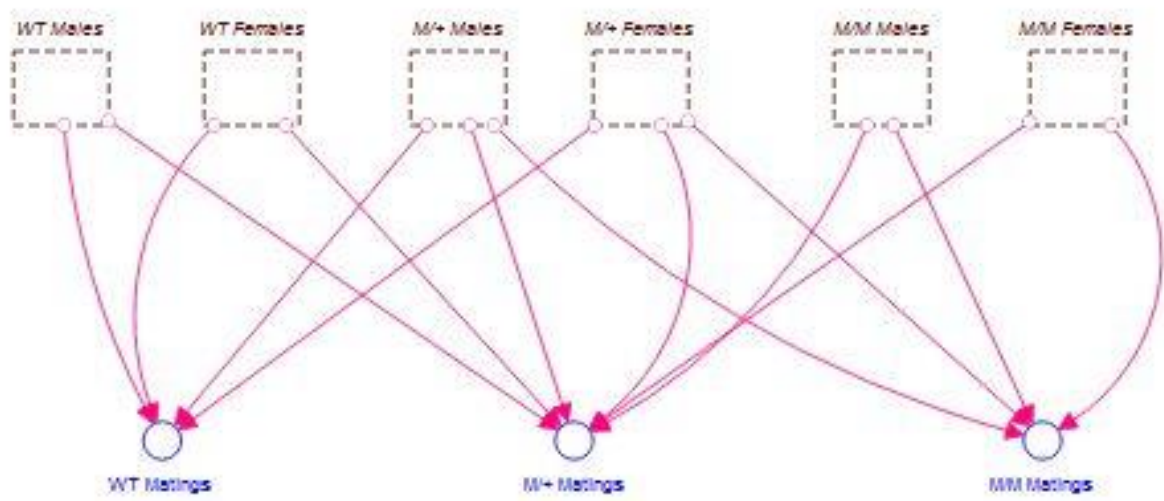 WT Males
WT Females
M/+ Males
M/+ Females
M/M Males
M/M Females
WT Matings
M/+ Matings
M/M Matings